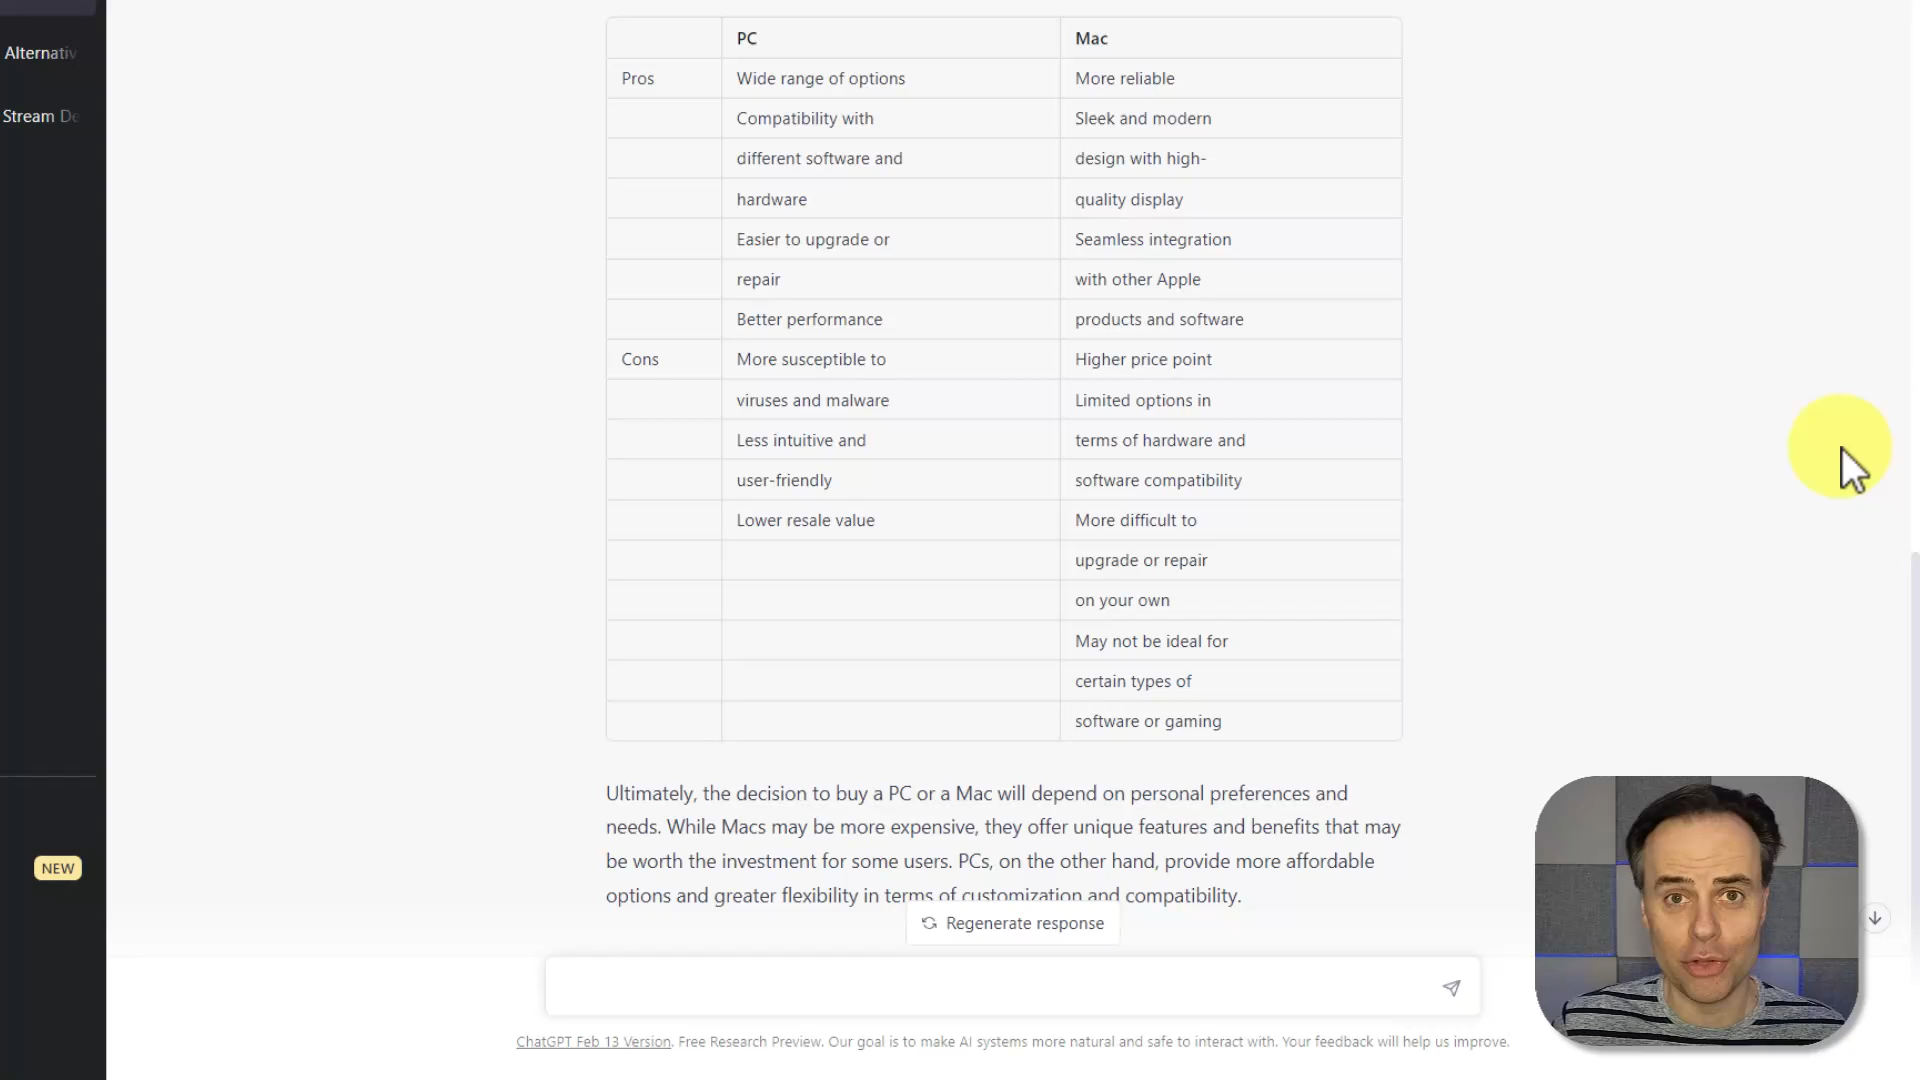 Alternativ
Stream De
NEW
PC Mac
Pros Wide range of options More reliable
Compatibility with Sleek and modern
different software and design with high-
hardware quality display
Easier to upgrade or Seamless integration
repair with other Apple
Better performance products and software
Cons More susceptible to Higher price point
viruses and malware Limited options in
Less intuitive and terms of hardware and
user-friendly software compatibility
Lower resale value More difficult to
upgrade or repair
on your own
May not be ideal for
certain types of
software or gaming
Ultimately, the decision to buy a PC or a Mac will depend on personal preferences and
needs. While Macs may be more expensive, they offer unique features and benefits that may
be worth the investment for some users. PCs, on the other hand, provide more affordable
options and greater flexibility in terms of customization and compatibility.
Regenerate response
ChatGPT Feb 13 Version. Free Research Preview. Our goal is to make AI systems more natural and safe to interact with. Your feedback will help us improve.